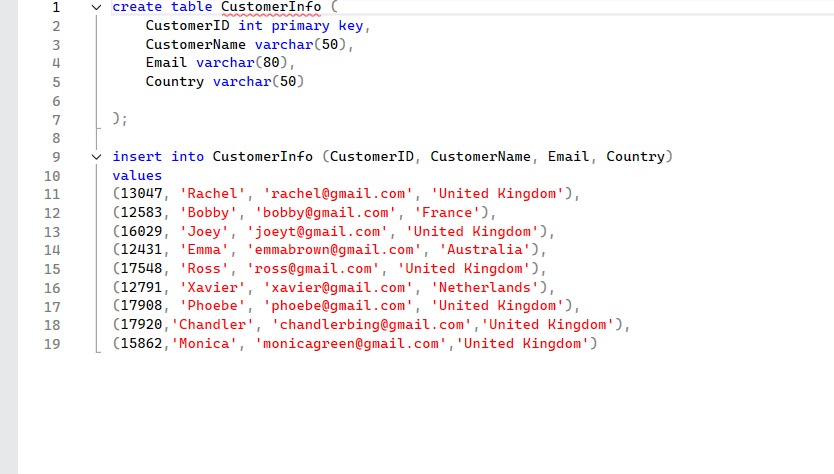 1 create table CustomerInfo (
2 CustomerID int primary key,
3 CustomerName varchar(50),
4 Email varchar(80),
5 Country varchar(50)
6
7 );
8
9 insert into CustomerInfo (CustomerID, CustomerName, Email, Country)
10 values
11 (13047, 'Rachel', 'rachel@gmail.com', 'United Kingdom'),
12 (12583, 'Bobby', 'bobby@gmail.com', 'France'),
13 (16029, 'Joey', 'joeyt@gmail.com', 'United Kingdom'),
14 (12431, 'Emma', 'emmabrown@gmail.com', 'Australia'),
15 (17548, 'Ross', 'ross@gmail.com', 'United Kingdom'),
16 (12791, 'Xavier', 'xavier@gmail.com', 'Netherlands'),
17 (17908, 'Phoebe', 'phoebe@gmail.com', 'United Kingdom'),
18 (17920,'Chandler', 'chandlerbing@gmail.com','United Kingdom'),
19 (15862,'Monica', 'monicagreen@gmail.com','United Kingdom')